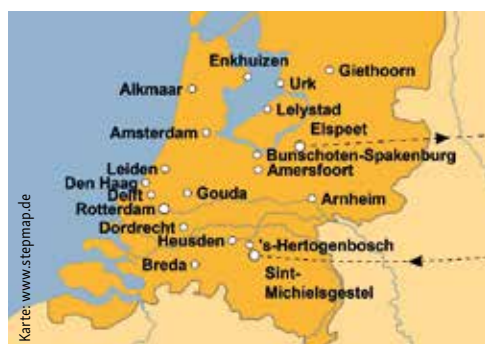 Enkhuizen
Giethoorn
Urk
Alkmaar
Lelystad
Elspeet
Amsterdam
Bunschoten-Spakenburg
Leiden
Amersfoort
Den Haag
Delft
Gouda
Arnheim
Rotterdam
Dordrecht
Heusden
's-Hertogenbosch
Breda
Sint-
Michielsgestel
Karte: www.stepmap.de